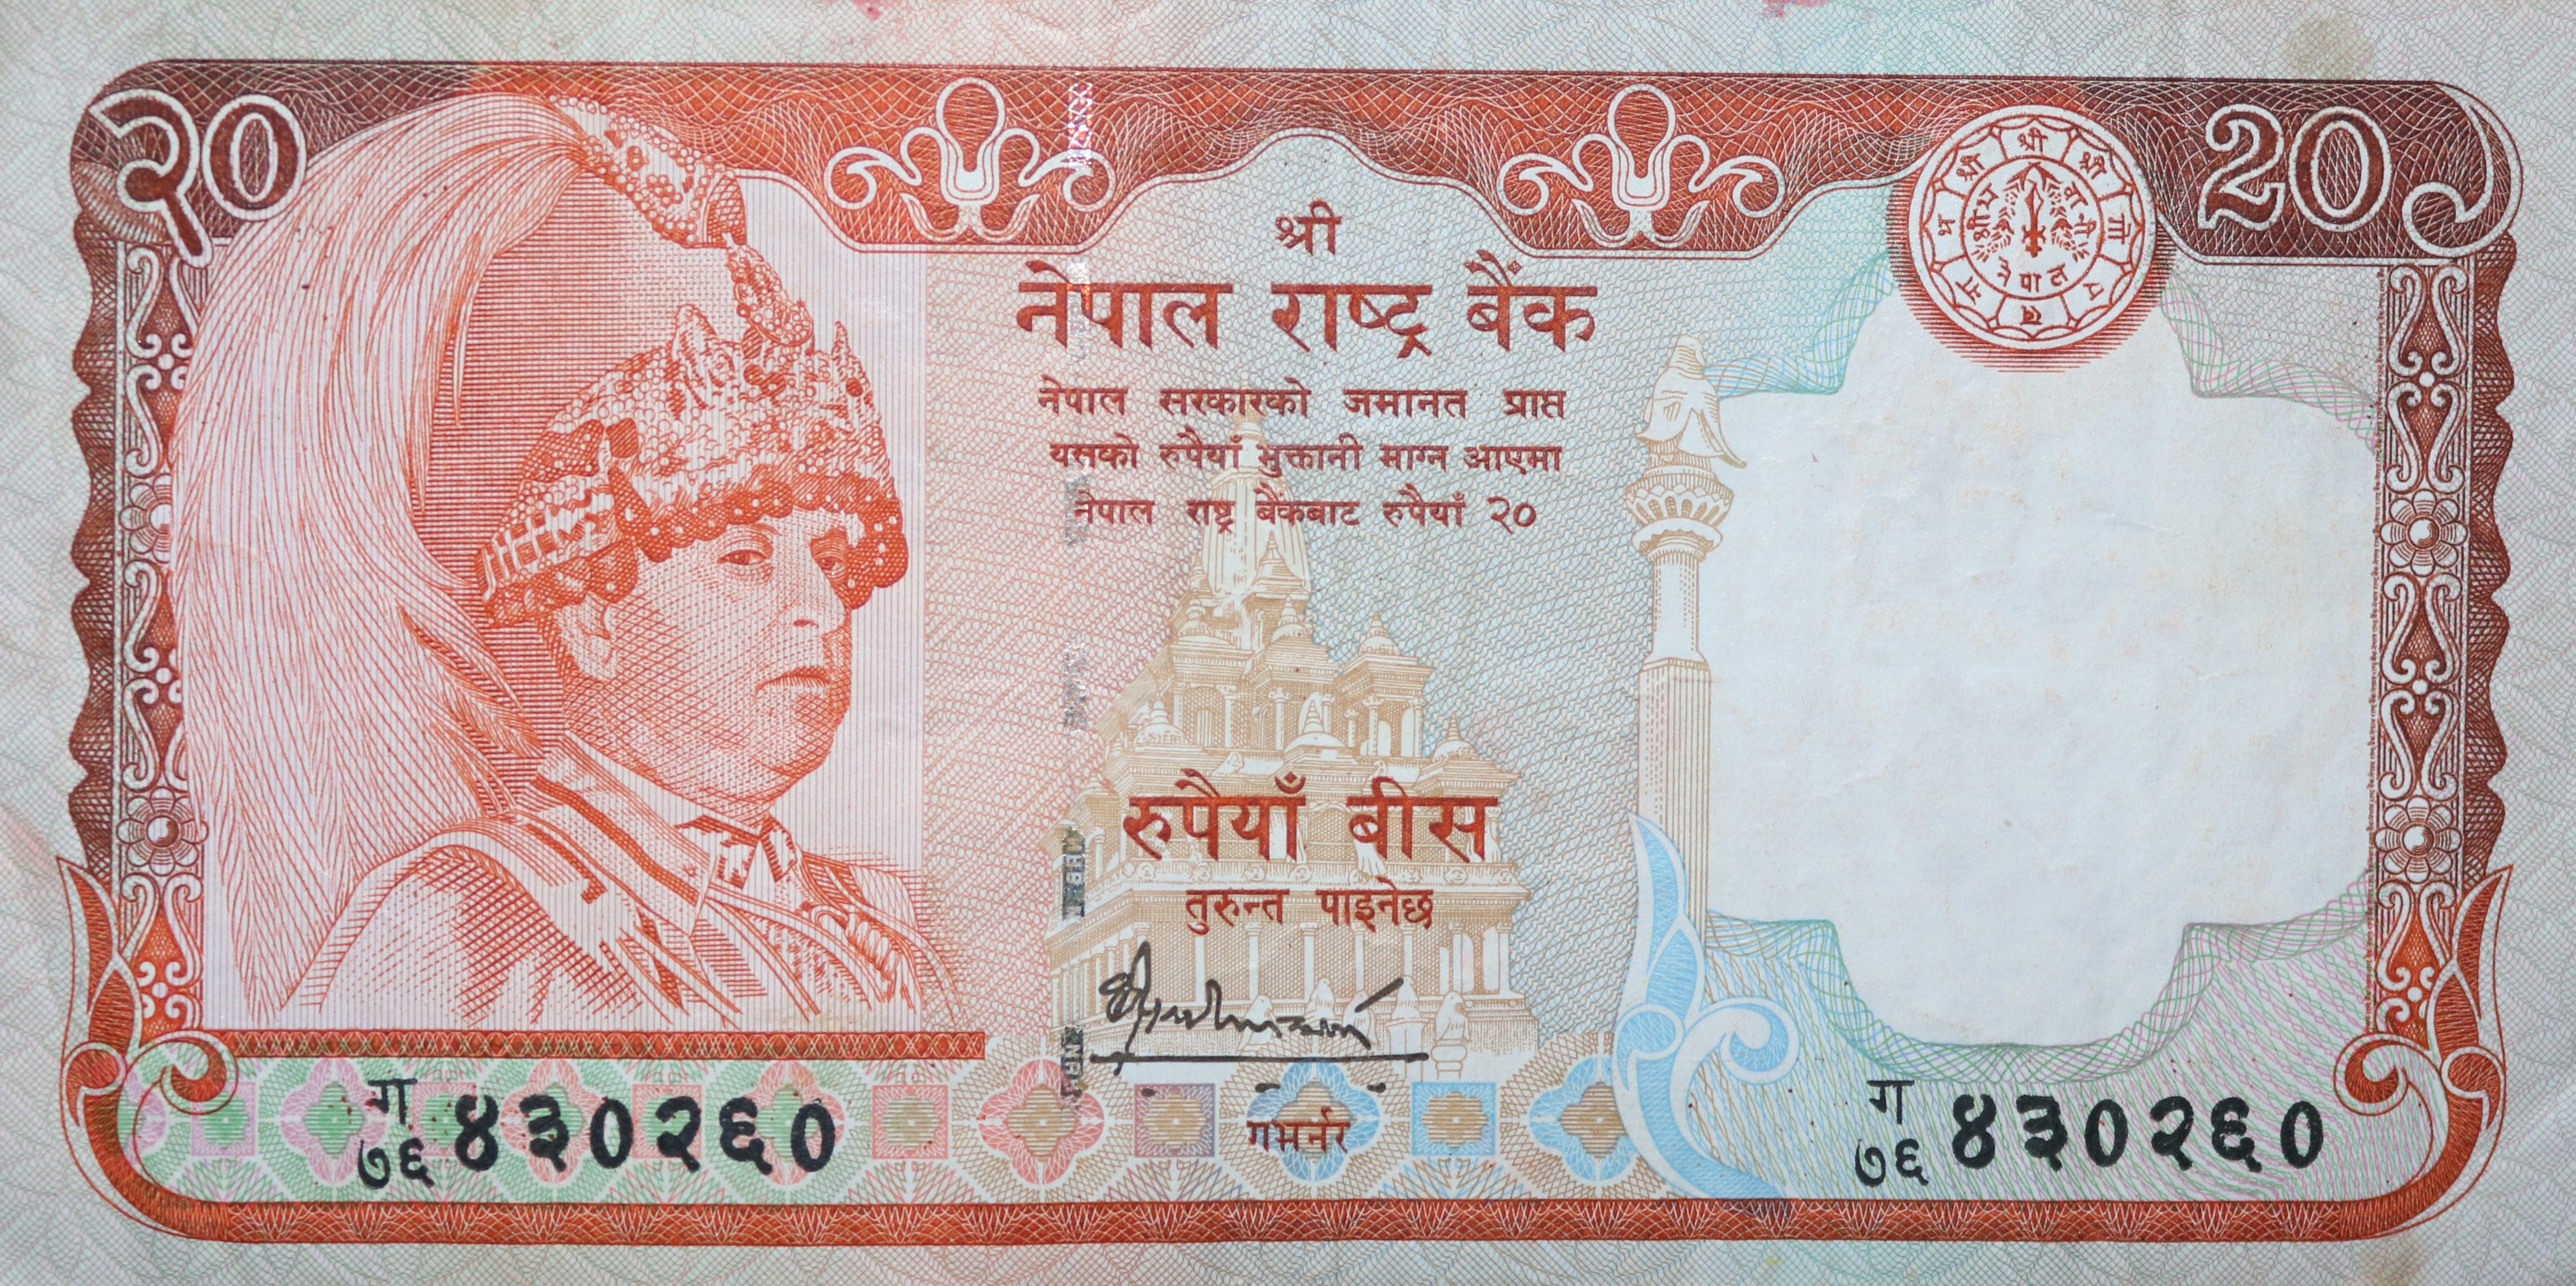 २० 20
श्री
नेपाल राष्ट्र बैंक
नेपाल सरकारको जमानत प्राप्त
यसको रुपैयाँ भुक्तानी माग्न आएमा
नेपाल राष्ट्र बैंकबाट रुपैयाँ २०
रुपैयाँ बीस
तुरुन्त पाइनेछ
गभर्नर
ग
७६ ४३०२६०
ग
७६ ४३०२६०